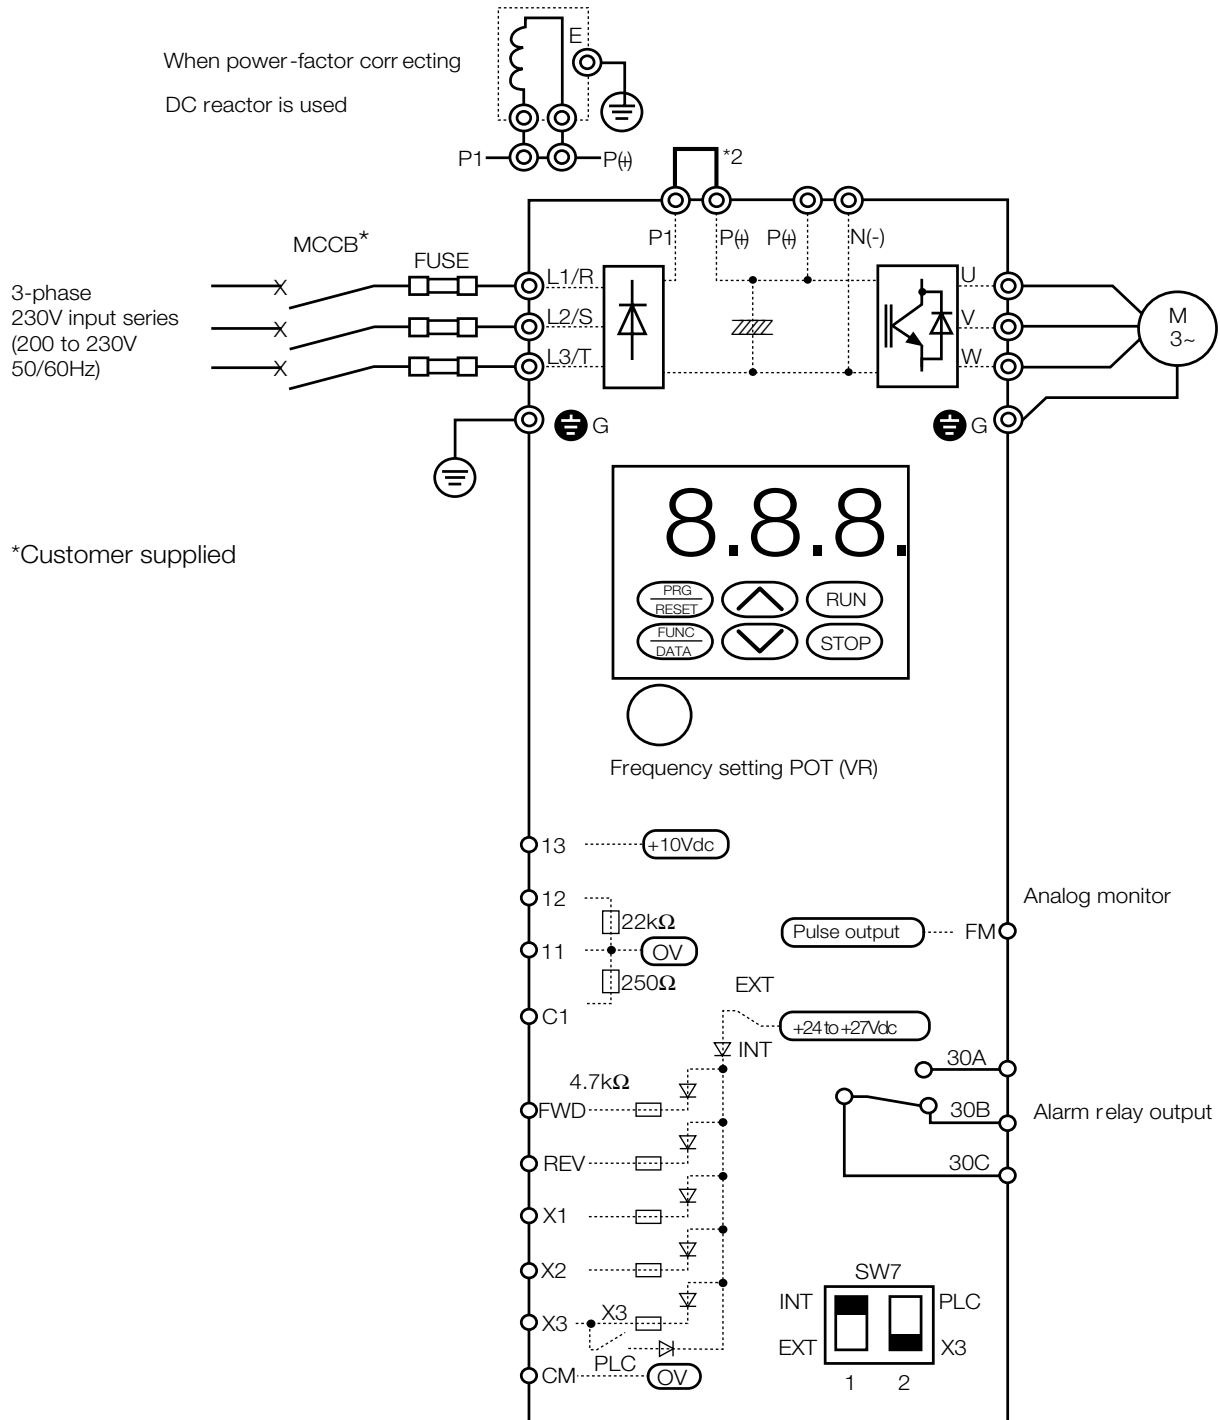 E
When power-factor correcting
DC reactor is used
P1
P(+)
*2
P1
P(+)
P(+)
N(-)
MCCB*
FUSE
3-phase
230V input series
(200 to 230V
50/60Hz)
L1/R
L2/S
L3/T
U
V
W
M
3~
G
G
8.8.8.
*Customer supplied
PRG
RESET
RUN
FUNC
DATA
STOP
Frequency setting POT (VR)
13
+10Vdc
12
22kΩ
11
0V
250Ω
C1
Analog monitor
Pulse output
FM
EXT
+24 to +27Vdc
INT
4.7kΩ
FWD
REV
X1
X2
X3
X3
PLC
CM
0V
30A
30B
Alarm relay output
30C
SW7
INT
PLC
EXT
X3
1
2